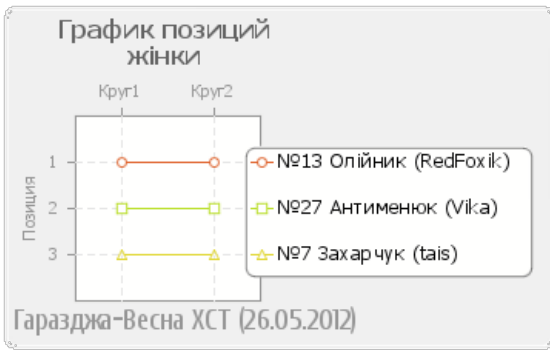 График позиций
жінки
Круг1 Круг2
Позиция
1
2
3
№13 Олійник (RedFoxik)
№27 Антименюк (Vika)
№7 Захарчук (tais)
Гаразджа-Весна ХСТ (26.05.2012)